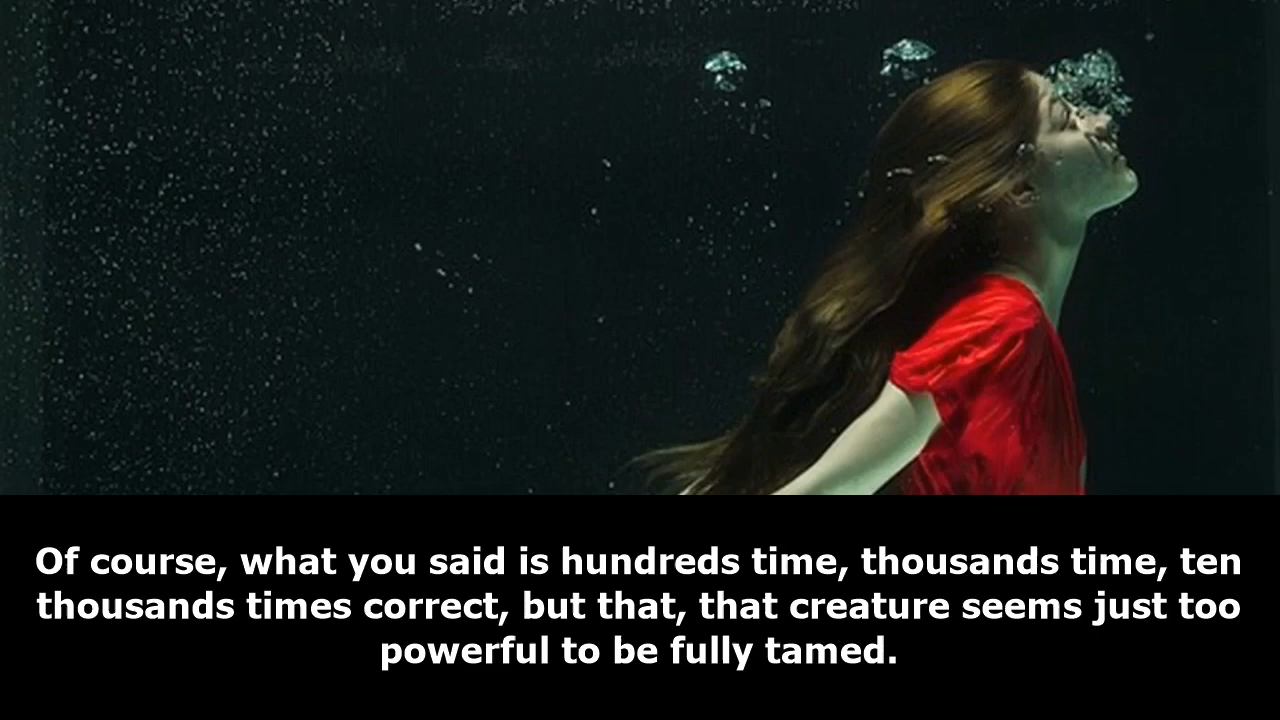 Of course, what you said is hundreds time, thousands time, ten
thousands times correct, but that, that creature seems just too
powerful to be fully tamed.